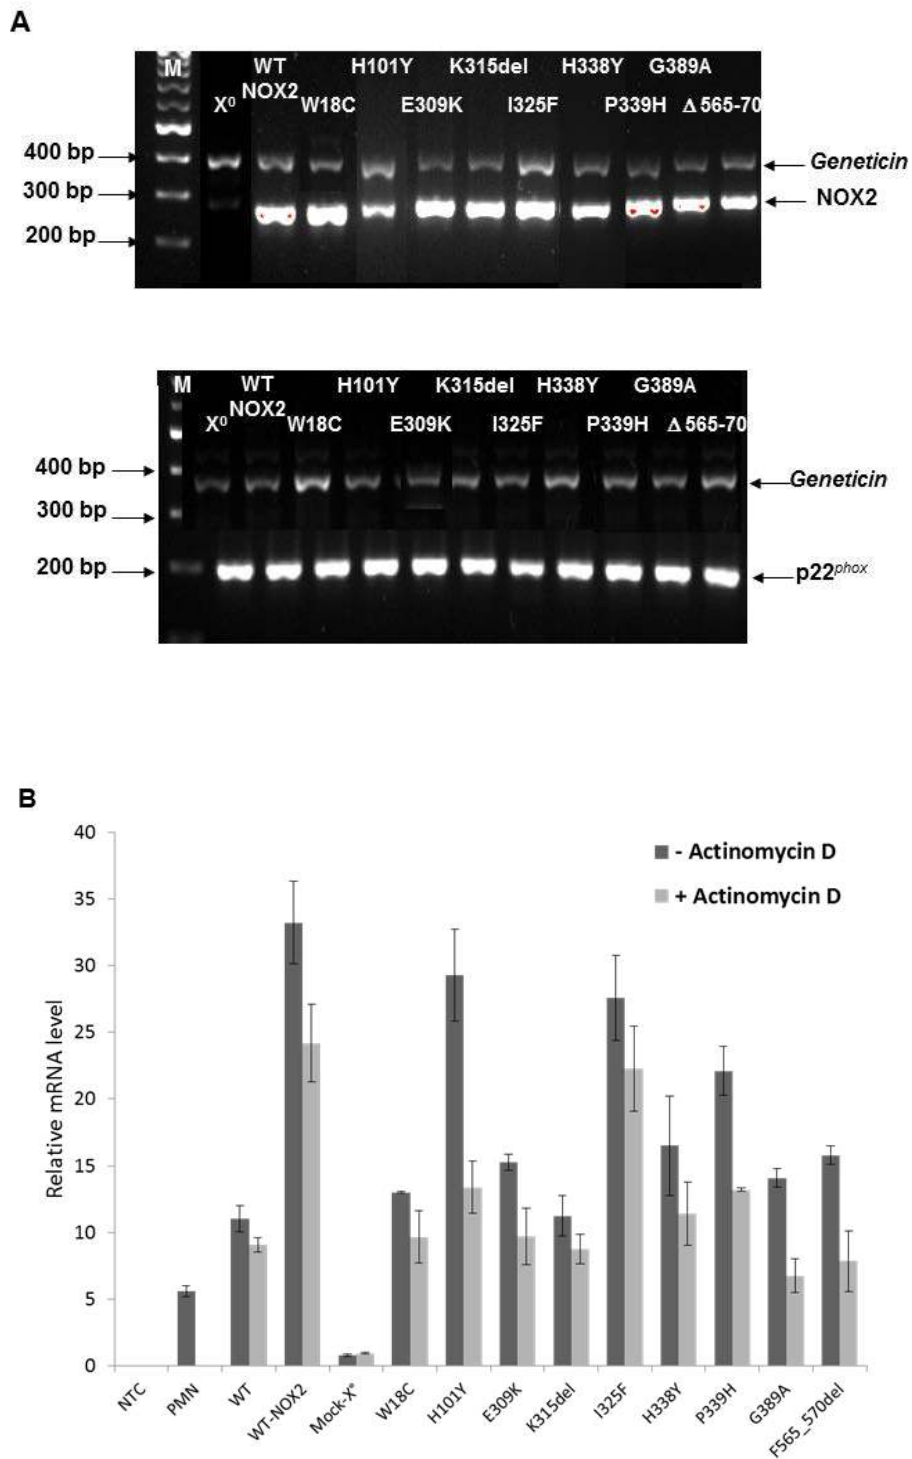 A
M
WT
H101Y
K315del
H338Y
G389A
X⁰
NOX2
W18C
E309K
I325F
P339H
Δ 565-70
400 bp
Geneticin
300 bp
NOX2
200 bp
M
WT
H101Y
K315del
H338Y
G389A
X⁰
NOX2
W18C
E309K
I325F
P339H
Δ 565-70
400 bp
Geneticin
300 bp
200 bp
p22phox
B
- Actinomycin D
+ Actinomycin D
Relative mRNA level
40
35
30
25
20
15
10
5
0
NTC
PMN
WT
WT-NOX2
Mock-X°
W18C
H101Y
E309K
K315del
I325F
H338Y
P339H
G389A
F565_570del